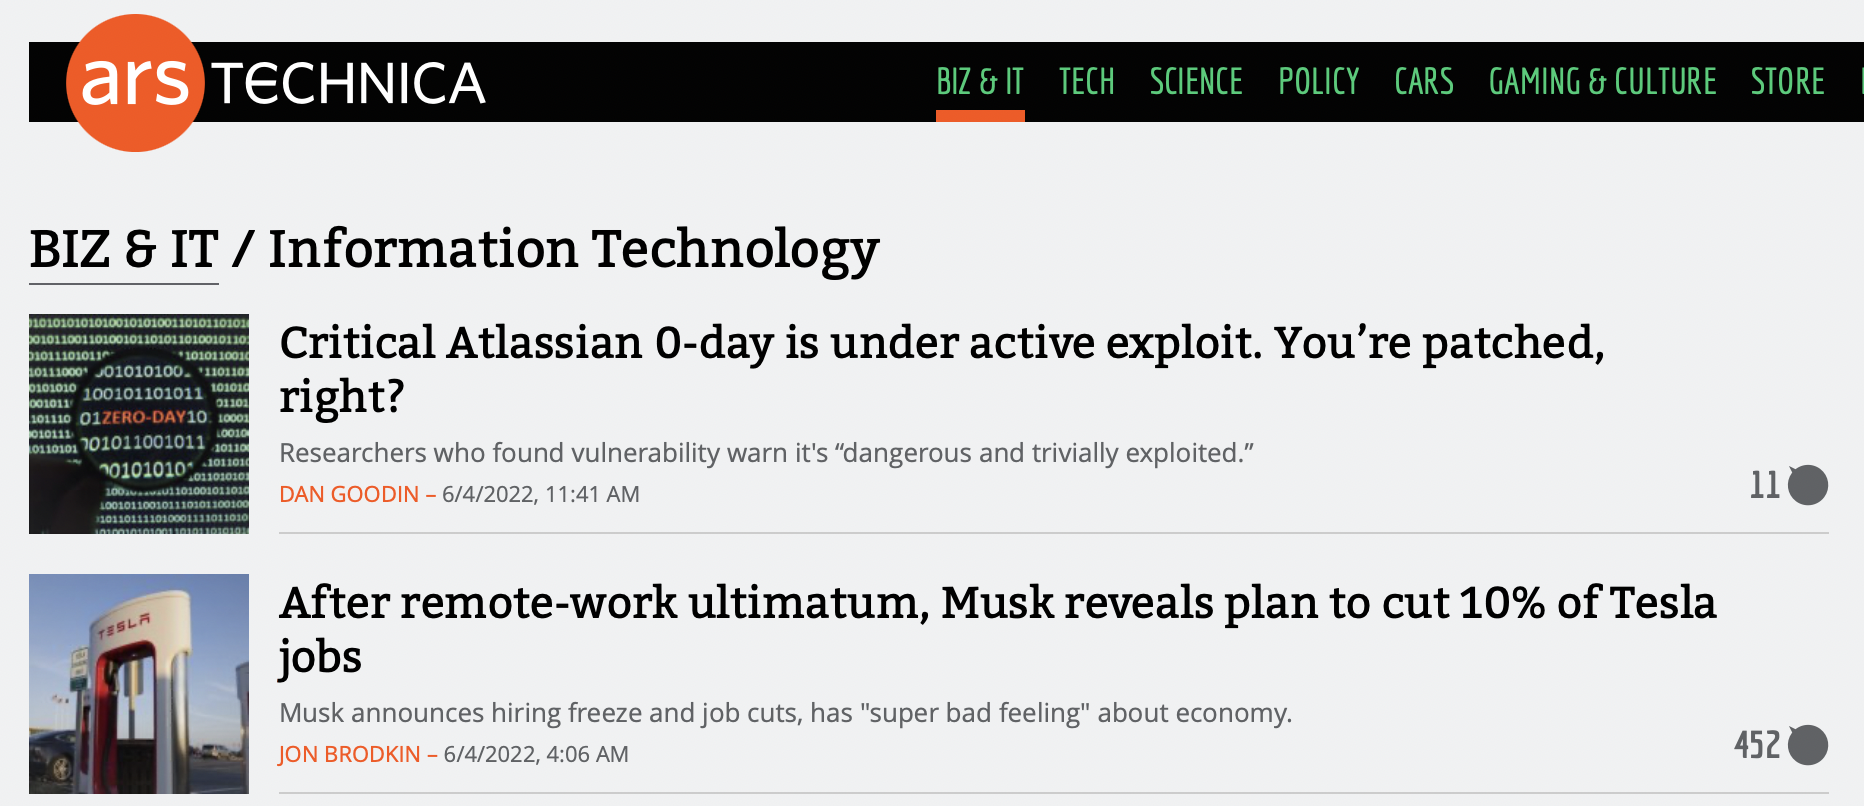 ars TECHNICA
BIZ & IT TECH SCIENCE POLICY CARS GAMING & CULTURE STORE
BIZ & IT / Information Technology
ZERO-DAY
Critical Atlassian 0-day is under active exploit. You’re patched,
right?
Researchers who found vulnerability warn it's “dangerous and trivially exploited.”
DAN GOODIN – 6/4/2022, 11:41 AM
11
TESLA
After remote-work ultimatum, Musk reveals plan to cut 10% of Tesla
jobs
Musk announces hiring freeze and job cuts, has "super bad feeling" about economy.
JON BRODKIN – 6/4/2022, 4:06 AM
452